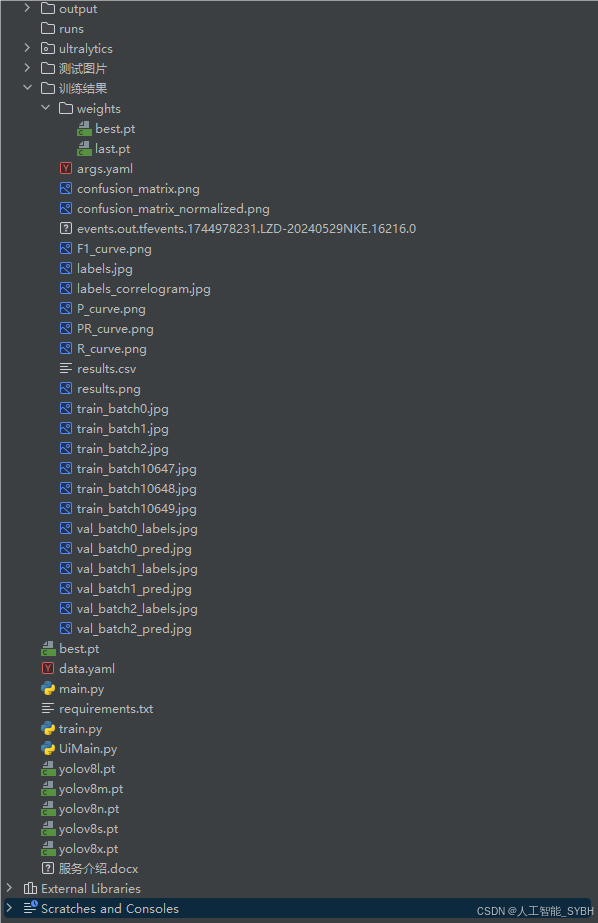 output
runs
ultralytics
测试图片
训练结果
weights
best.pt
last.pt
args.yaml
confusion_matrix.png
confusion_matrix_normalized.png
events.out.tfevents.1744978231.LZD-20240529NKE.16216.0
F1_curve.png
labels.jpg
labels_correlogram.jpg
P_curve.png
PR_curve.png
R_curve.png
results.csv
results.png
train_batch0.jpg
train_batch1.jpg
train_batch2.jpg
train_batch10647.jpg
train_batch10648.jpg
train_batch10649.jpg
val_batch0_labels.jpg
val_batch0_pred.jpg
val_batch1_labels.jpg
val_batch1_pred.jpg
val_batch2_labels.jpg
val_batch2_pred.jpg
best.pt
data.yaml
main.py
requirements.txt
train.py
UiMain.py
yolov8l.pt
yolov8m.pt
yolov8n.pt
yolov8s.pt
yolov8x.pt
服务介绍.docx
External Libraries
Scratches and Consoles
CSDN @人工智能_SYBH